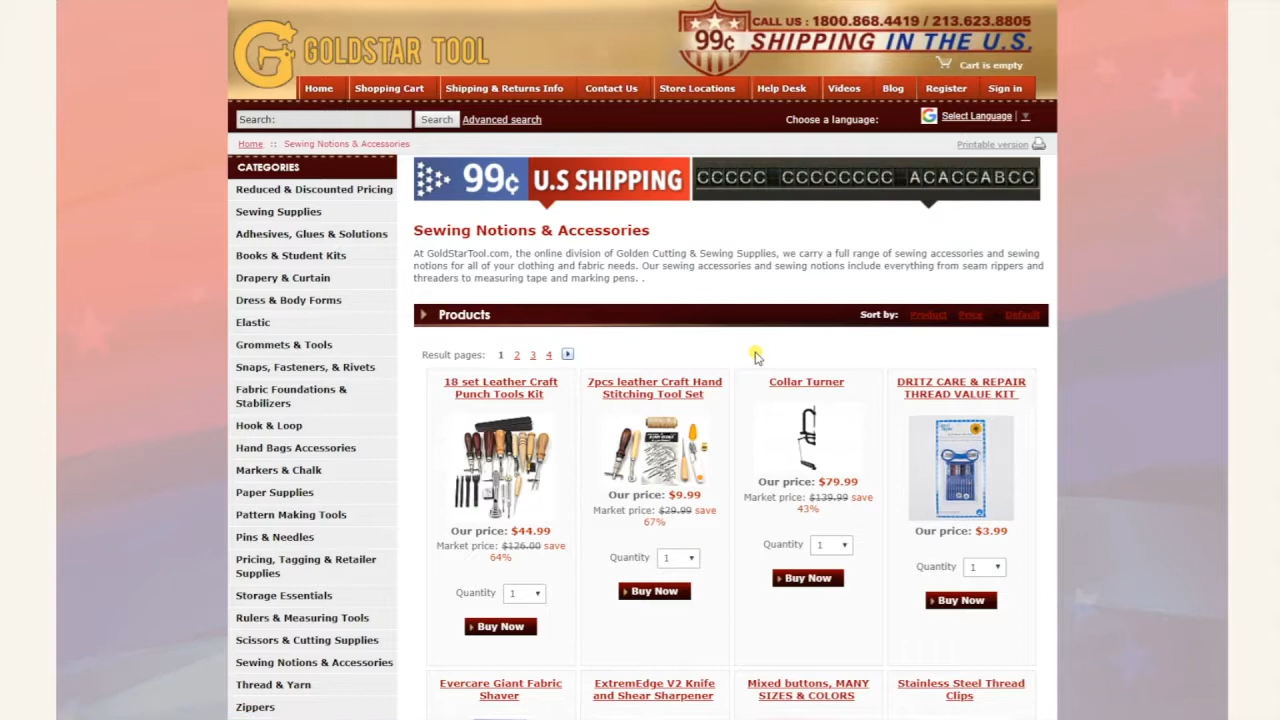 GOLDSTAR TOOL
CALL US : 1800.868.4419 / 213.623.8805
99¢ SHIPPING IN THE U.S.
Cart is empty
Home
Shopping Cart
Shipping & Returns Info
Contact Us
Store Locations
Help Desk
Videos
Blog
Register
Sign in
Search:
Search
Advanced search
Choose a language:
G Select Language | ▼
Home :: Sewing Notions & Accessories
Printable version
CATEGORIES
Reduced & Discounted Pricing
Sewing Supplies
Adhesives, Glues & Solutions
Books & Student Kits
Drapery & Curtain
Dress & Body Forms
Elastic
Grommets & Tools
Snaps, Fasteners, & Rivets
Fabric Foundations &
Stabilizers
Hook & Loop
Hand Bags Accessories
Markers & Chalk
Paper Supplies
Pattern Making Tools
Pins & Needles
Pricing, Tagging & Retailer
Supplies
Storage Essentials
Rulers & Measuring Tools
Scissors & Cutting Supplies
Sewing Notions & Accessories
Thread & Yarn
Zippers
99¢ U.S SHIPPING
CCCCC CCCCCCCC ACACCABCC
Sewing Notions & Accessories
At GoldStarTool.com, the online division of Golden Cutting & Sewing Supplies, we carry a full range of sewing accessories and sewing
notions for all of your clothing and fabric needs. Our sewing accessories and sewing notions include everything from seam rippers and
threaders to measuring tape and marking pens. .
Products
Sort by: Product Price Default
Result pages: 1 2 3 4
18 set Leather Craft
Punch Tools Kit
Our price: $44.99
Market price: $126.00 save
64%
Quantity 1
Buy Now
7pcs leather Craft Hand
Stitching Tool Set
Our price: $9.99
Market price: $29.99 save
67%
Quantity 1
Buy Now
Collar Turner
Our price: $79.99
Market price: $139.99 save
43%
Quantity 1
Buy Now
DRITZ CARE & REPAIR
THREAD VALUE KIT
Our price: $3.99
Quantity 1
Buy Now
Evercare Giant Fabric
Shaver
ExtremEdge V2 Knife
and Shear Sharpener
Mixed buttons, MANY
SIZES & COLORS
Stainless Steel Thread
Clips